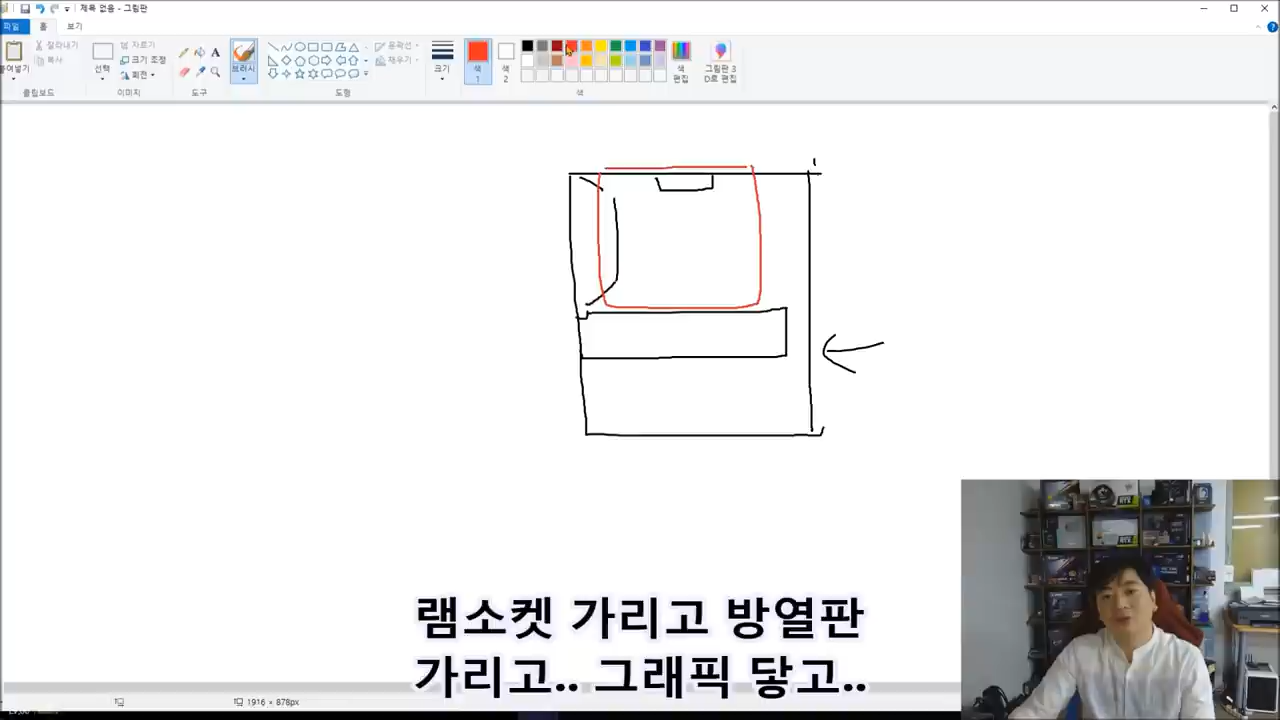 제목 없음 - 그림판
파일 홈 보기
잘라내기
복사
붙여넣기
클립보드
선택
자르기
크기 조정
회전
이미지
A
도구
브러시
윤곽선
채우기
도형
크기
색
1
색
2
색
편집
그림판 3
D로 편집
색
램소켓 가리고 방열판
가리고.. 그래픽 닿고..
1916 × 878px